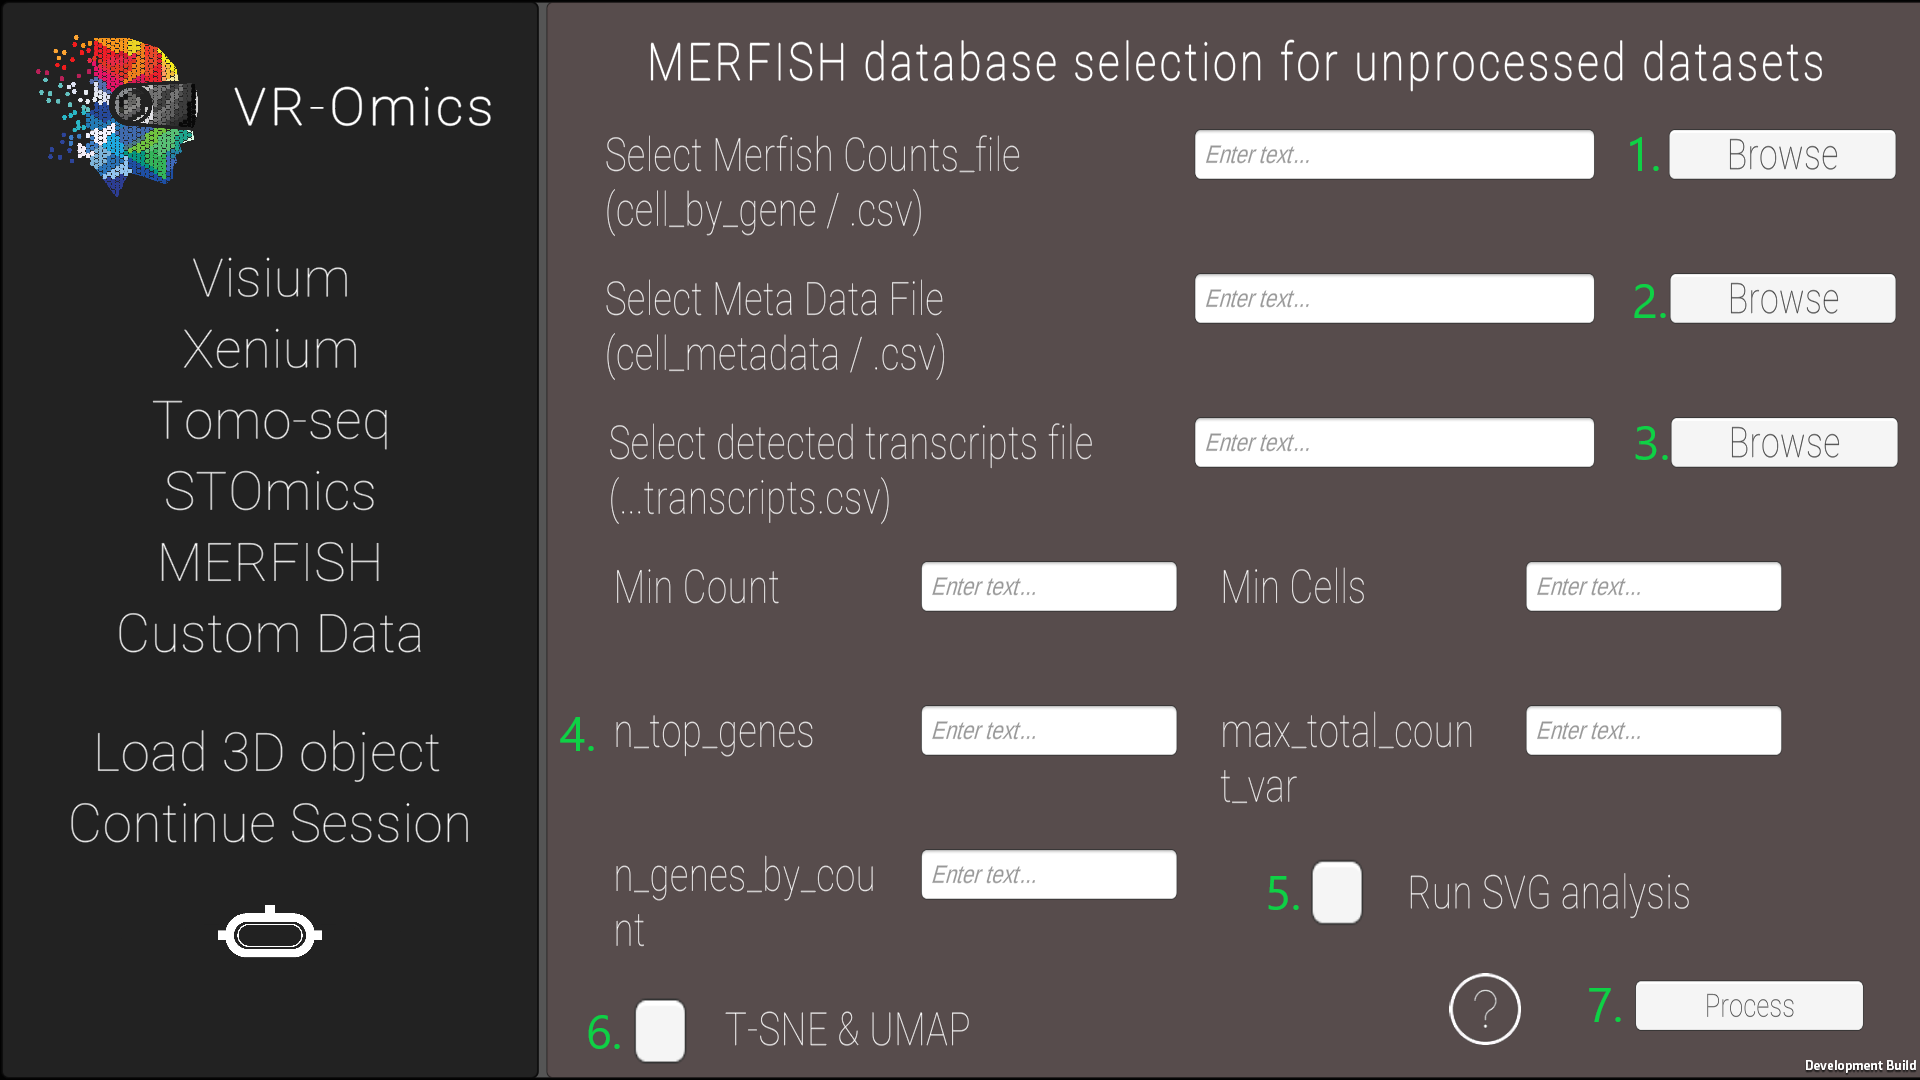 VR-Omics
Visium
Xenium
Tomo-seq
STOmics
MERFISH
Custom Data
Load 3D object
Continue Session
MERFISH database selection for unprocessed datasets
Select Merfish Counts_file
(cell_by_gene / .csv)
Enter text...
1.
Browse
Select Meta Data File
(cell_metadata / .csv)
Enter text...
2.
Browse
Select detected transcripts file
(...transcripts.csv)
Enter text...
3.
Browse
Min Count
Enter text...
Min Cells
Enter text...
4.
n_top_genes
Enter text...
max_total_coun
t_var
Enter text...
n_genes_by_cou
nt
Enter text...
5.
Run SVG analysis
6.
T-SNE & UMAP
?
7.
Process
Development Build